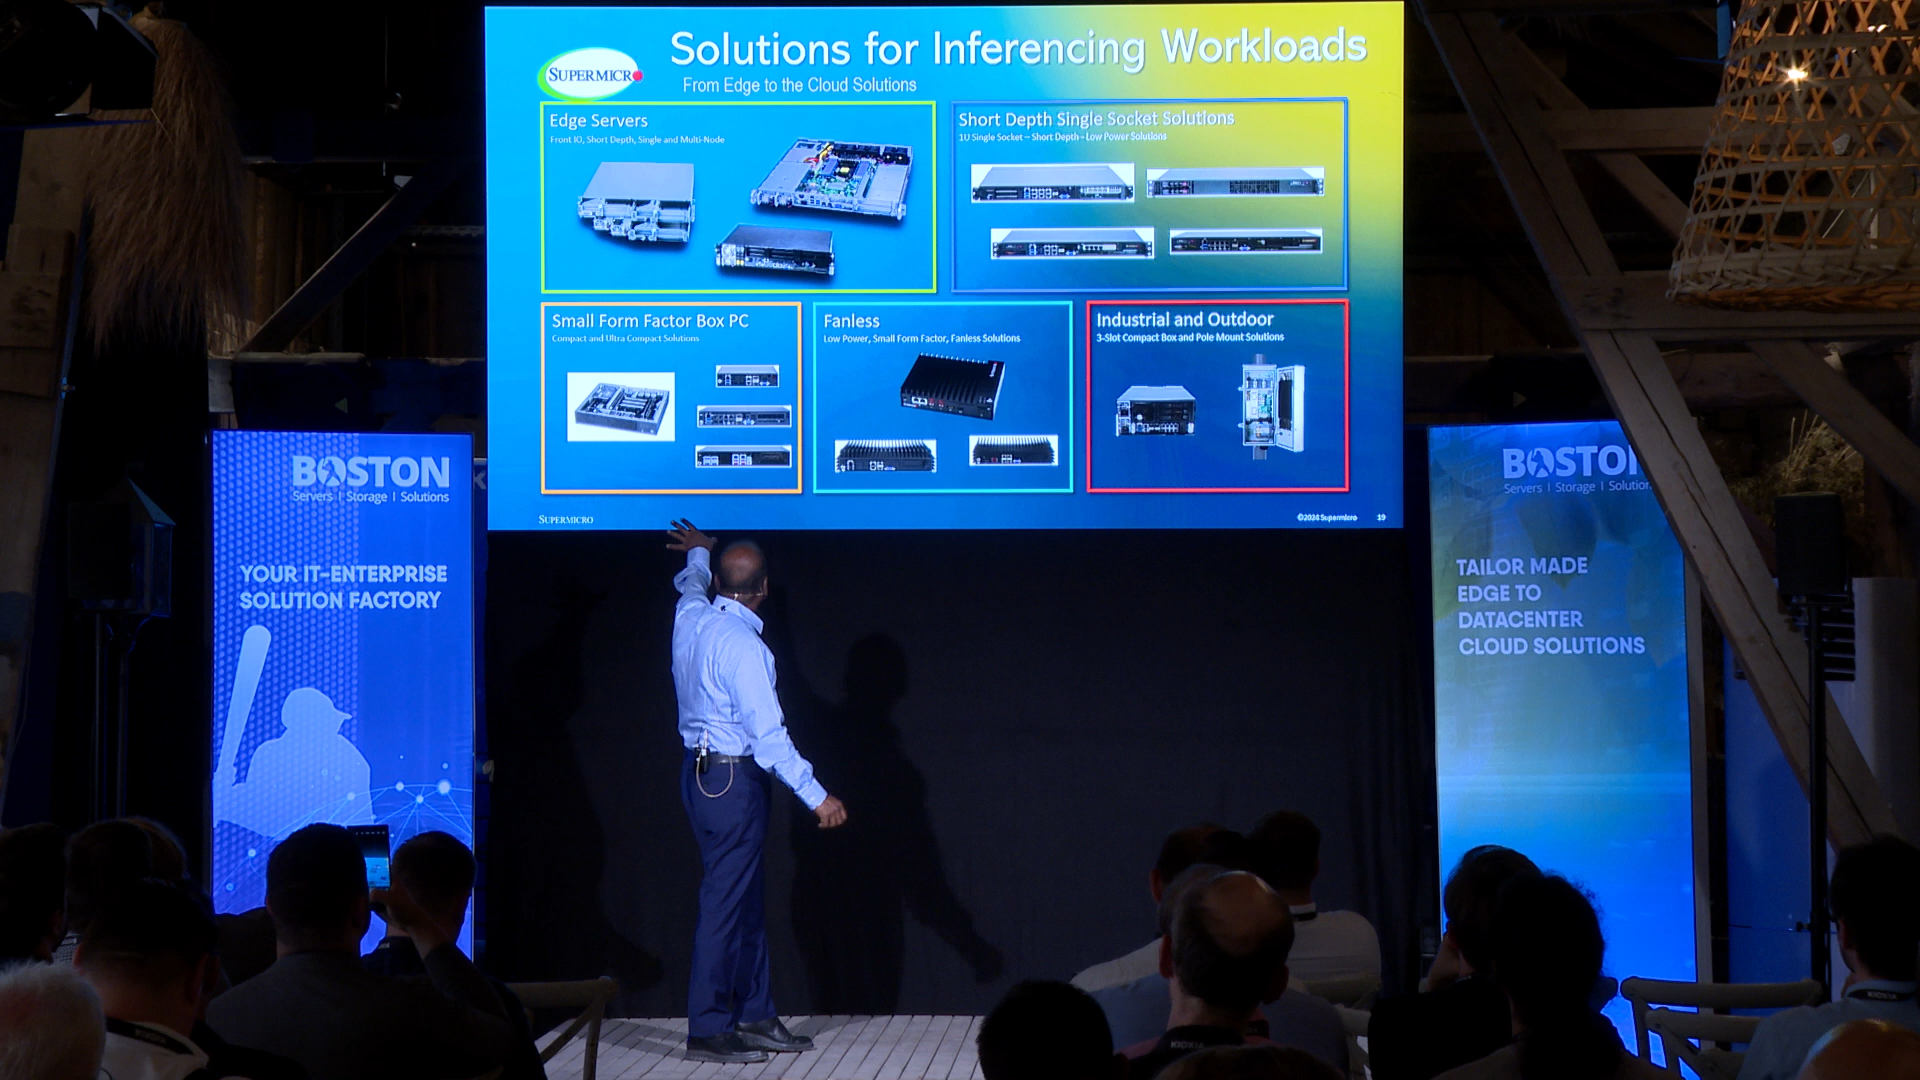 Solutions for Inferencing Workloads
SUPERMICRO
From Edge to the Cloud Solutions
Edge Servers
Front IO, Short Depth, Single and Multi-Node
Short Depth Single Socket Solutions
1U Single Socket – Short Depth - Low Power Solutions
Small Form Factor Box PC
Compact and Ultra Compact Solutions
Fanless
Low Power, Small Form Factor, Fanless Solutions
Industrial and Outdoor
3-Slot Compact Box and Pole Mount Solutions
SUPERMICRO
©2024 Supermicro
19
BOSTON
Servers | Storage | Solutions
YOUR IT-ENTERPRISE
SOLUTION FACTORY
BOSTON
Servers | Storage | Solution
TAILOR MADE
EDGE TO
DATACENTER
CLOUD SOLUTIONS
KIOXIA
KIOXIA